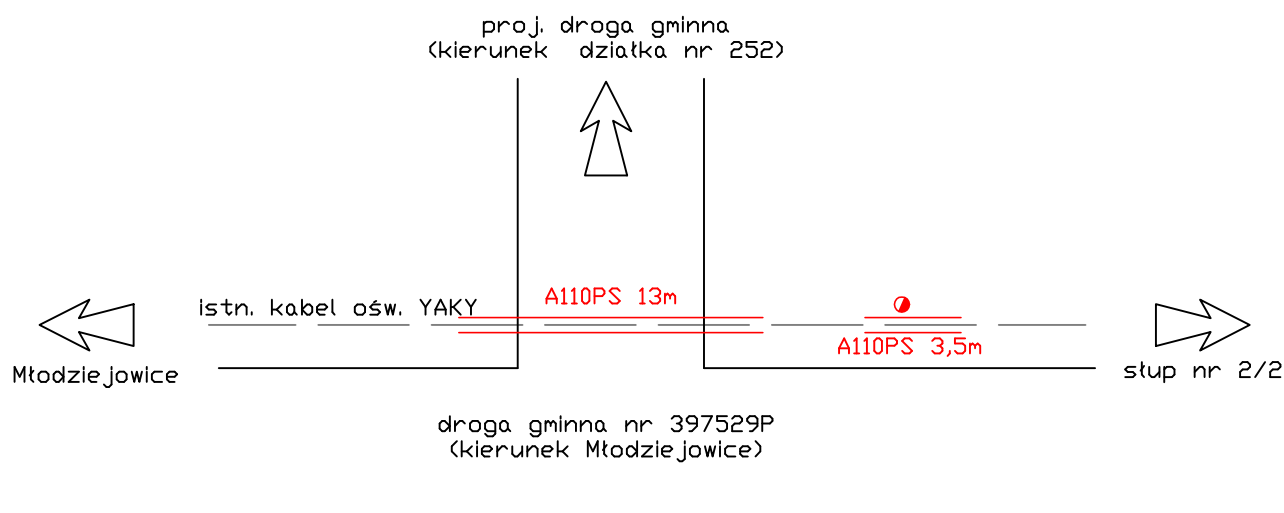 proj. droga gminna
(kierunek działka nr 252)
istn. kabel ośw. YAKY
A110PS 13m
A110PS 3,5m
Młodziejowice
słup nr 2/2
droga gminna nr 397529P
(kierunek Młodziejowice)